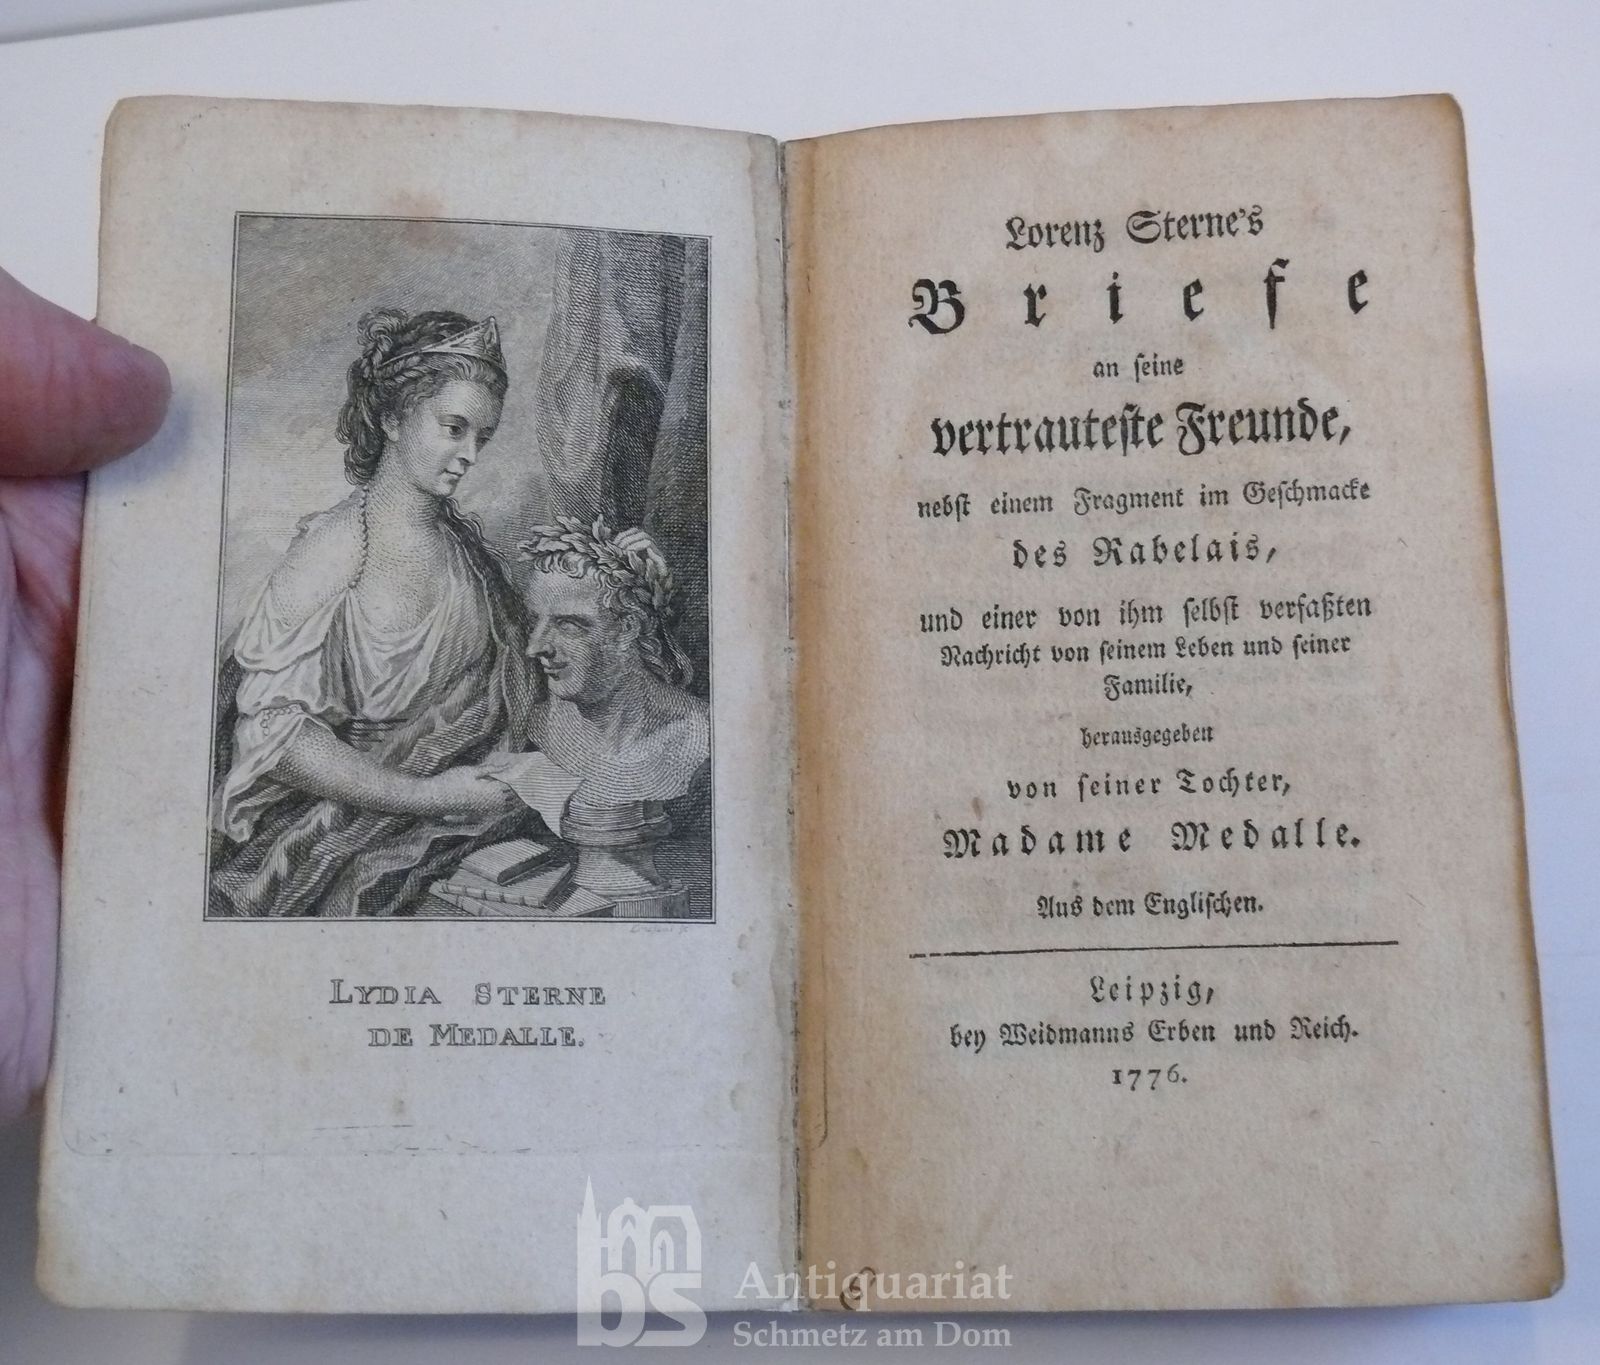 LYDIA STERNE
DE MEDALLE.
Lorenz Sterne's
Briefe
an seine
vertrauteſte Freunde,
nebſt einem Fragment im Geſchmacke
des Rabelais,
und einer von ihm ſelbſt verfaßten
Nachricht von ſeinem Leben und ſeiner
Familie,
herausgegeben
von ſeiner Tochter,
Madame Medalle.
Aus dem Engliſchen.
Leipzig,
bey Weidmanns Erben und Reich.
1776.
bs
Antiquariat
Schmetz am Dom